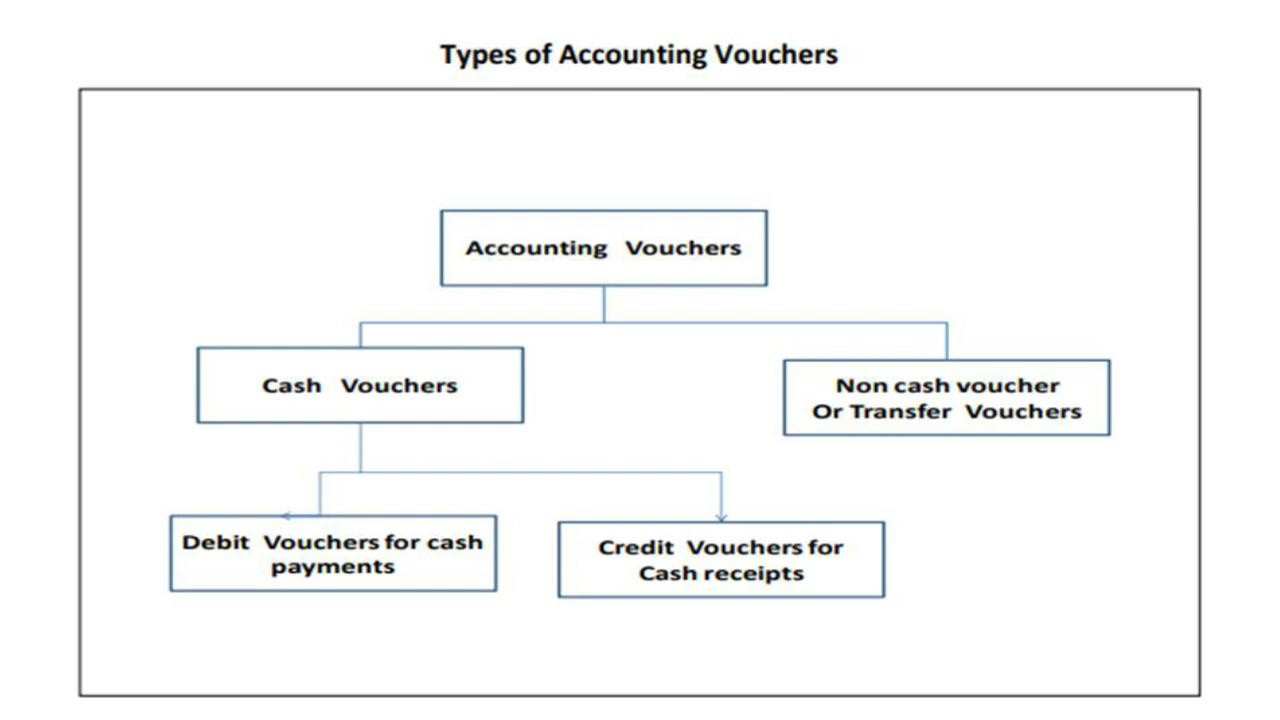 Types of Accounting Vouchers
Accounting Vouchers
Cash Vouchers
Non cash voucher
Or Transfer Vouchers
Debit Vouchers for cash
payments
Credit Vouchers for
Cash receipts